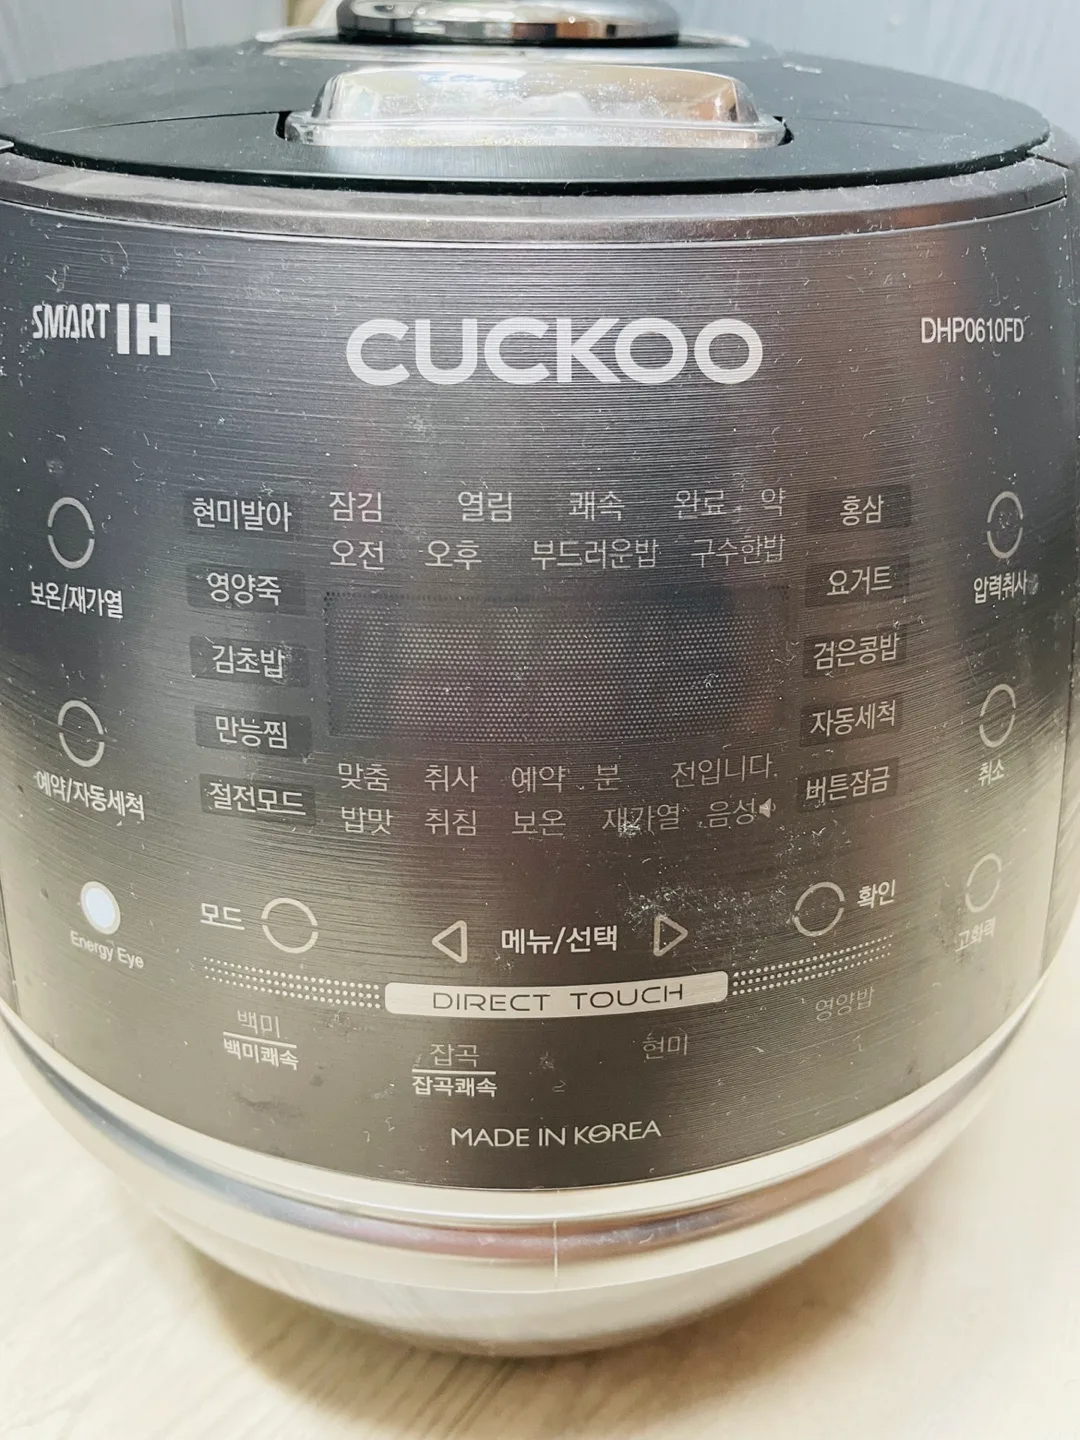 SMART IH
CUCKOO
DHP0610FD
현미발아 잠김 열림 쾌속 완료 약 홍삼
오전 오후 부드러운밥 구수한밥
보온/재가열 영양죽 요거트 압력취사
김초밥 검은콩밥
만능찜 자동세척
예약/자동세척 맞춤 취사 예약 분 전입니다 취소
절전모드 밥맛 취침 보온 재가열 음성 버튼잠금
Energy Eye
모드 메뉴/선택 확인
고화력
DIRECT TOUCH
백미 잡곡 현미 영양밥
백미쾌속 잡곡쾌속
MADE IN KOREA